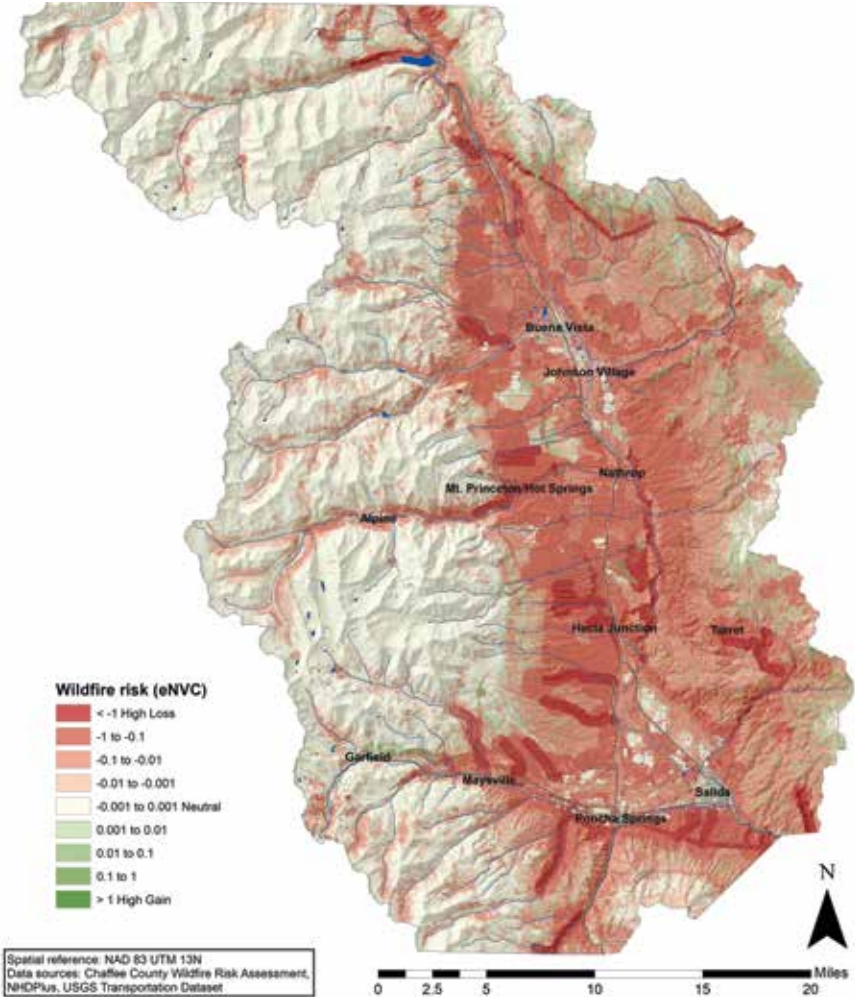 Buena Vista
Johnson Village
Nathrop
Mt. Princeton Hot Springs
Alpine
Hecla Junction
Turret
Garfield
Maysville
Salida
Poncha Springs
Wildfire risk (eNVC)
< -1 High Loss
-1 to -0.1
-0.1 to -0.01
-0.01 to -0.001
-0.001 to 0.001 Neutral
0.001 to 0.01
0.01 to 0.1
0.1 to 1
> 1 High Gain
N
Spatial reference: NAD 83 UTM 13N
Data sources: Chaffee County Wildfire Risk Assessment,
NHDPlus, USGS Transportation Dataset
Miles
0 2.5 5 10 15 20